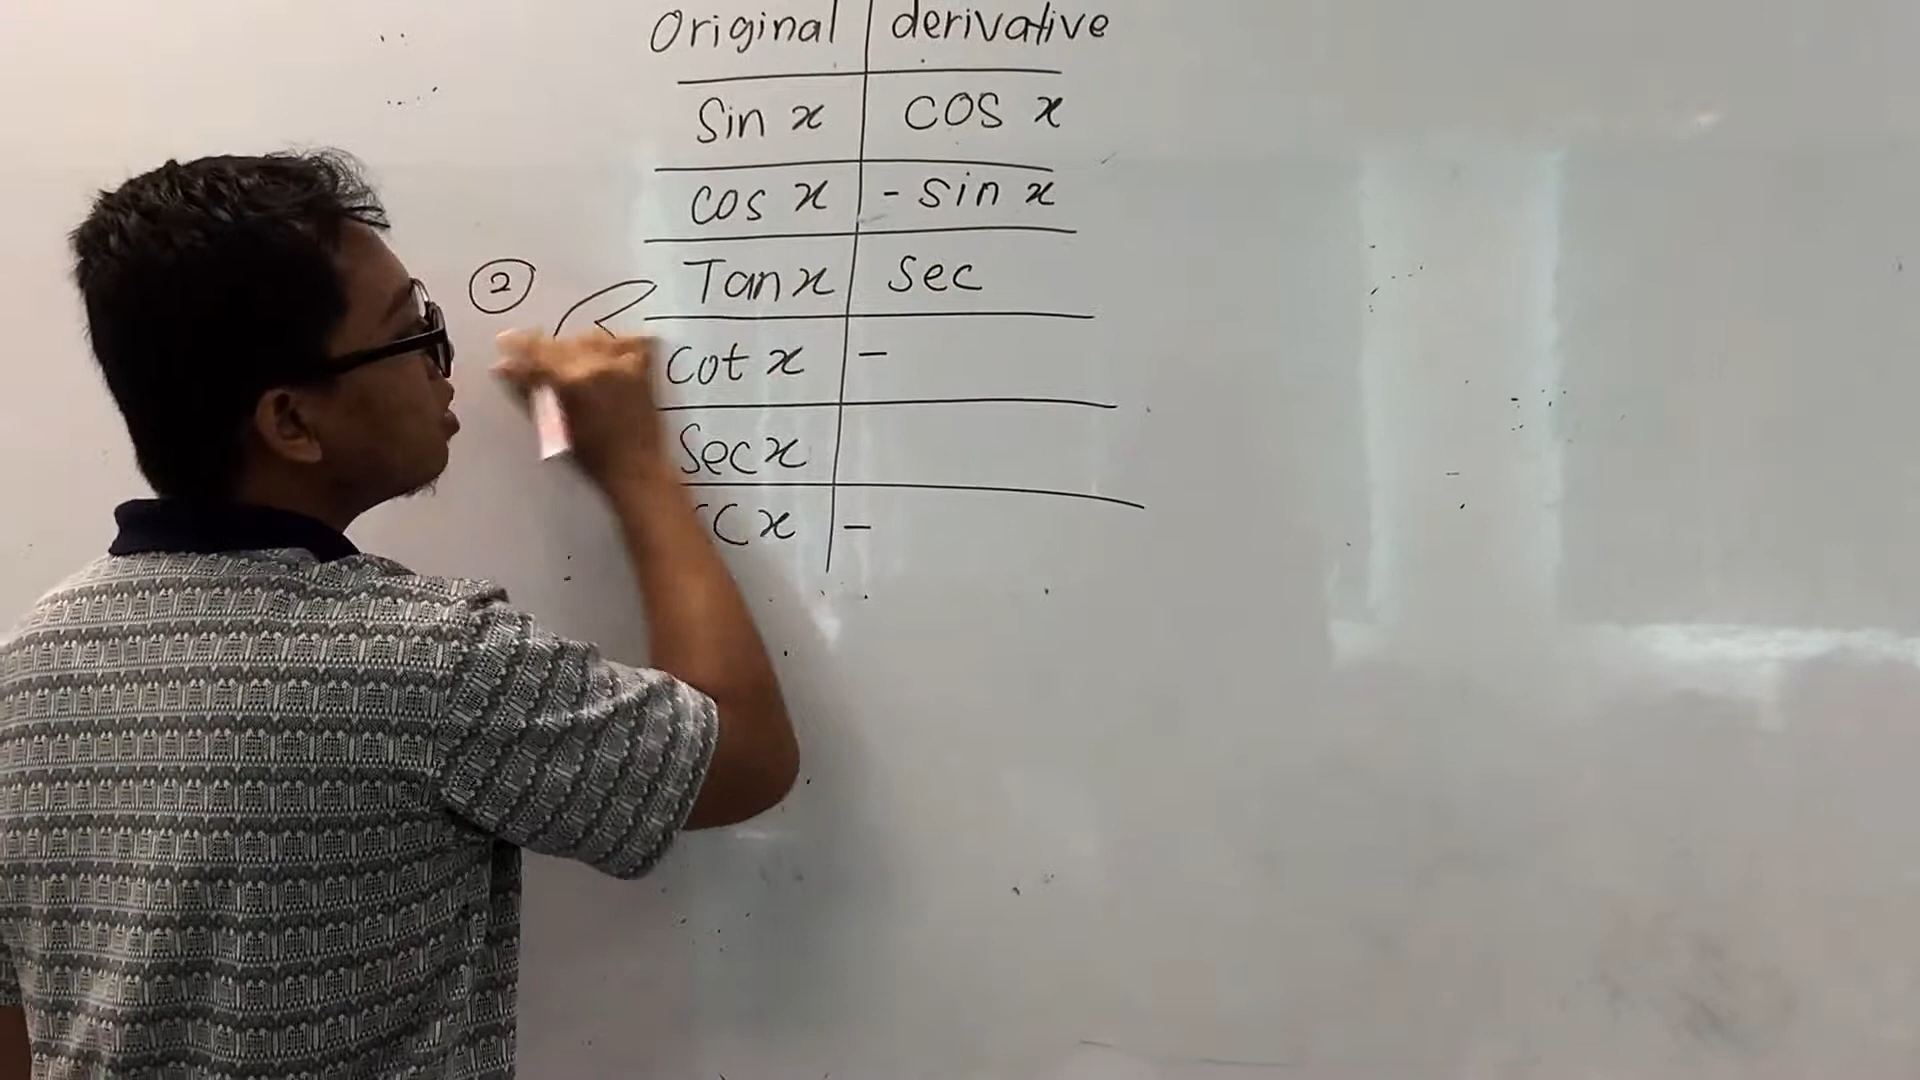 Original derivative
Sin x cos x
cos x - sin x
Tan x sec
②
cot x -
Sec x
x -